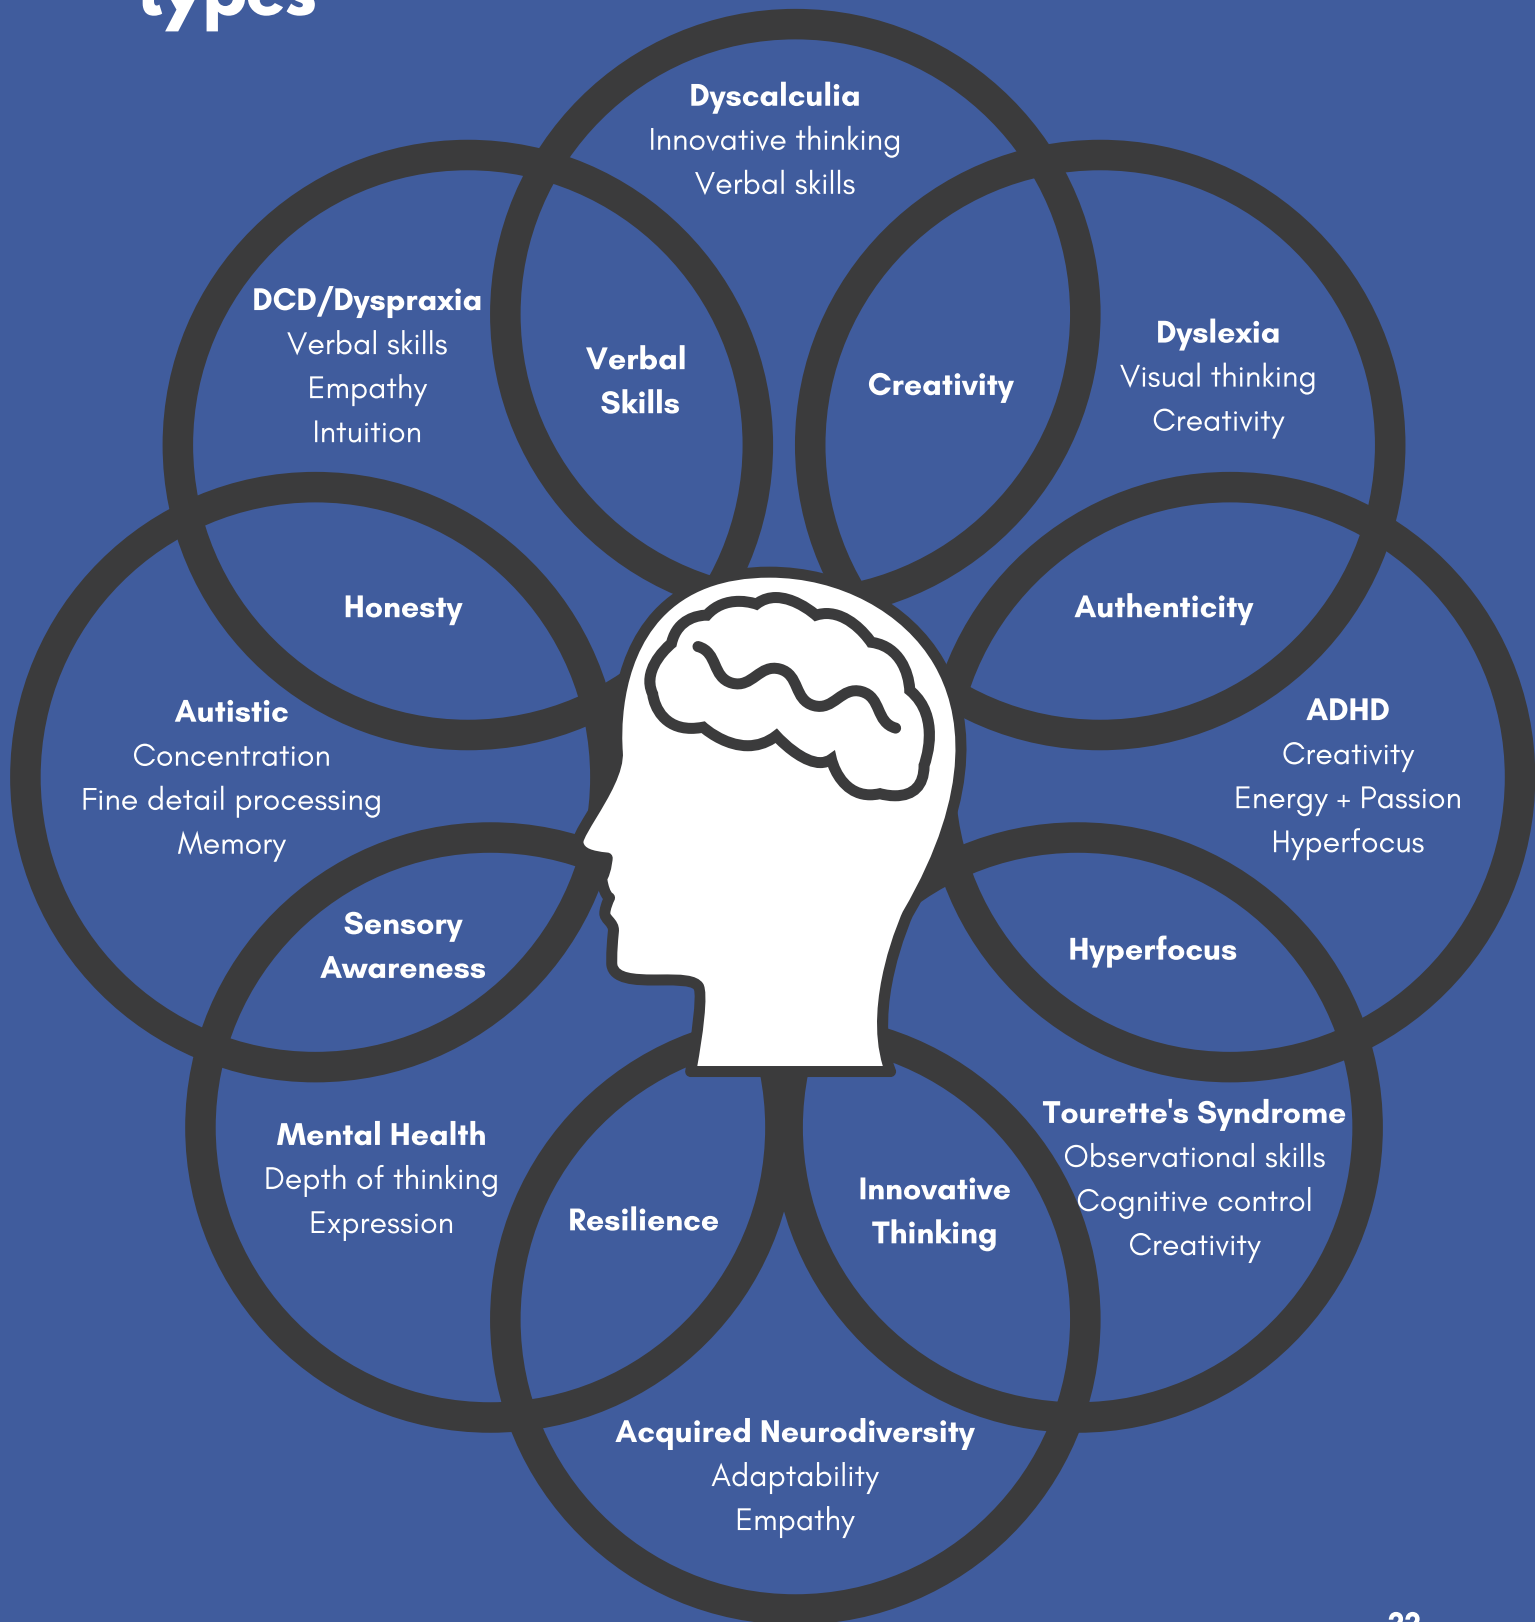 types
Dyscalculia
Innovative thinking
Verbal skills
DCD/Dyspraxia
Verbal skills
Empathy
Intuition
Verbal
Skills
Creativity
Dyslexia
Visual thinking
Creativity
Honesty
Authenticity
Autistic
Concentration
Fine detail processing
Memory
ADHD
Creativity
Energy + Passion
Hyperfocus
Sensory
Awareness
Hyperfocus
Mental Health
Depth of thinking
Expression
Resilience
Innovative
Thinking
Tourette's Syndrome
Observational skills
Cognitive control
Creativity
Acquired Neurodiversity
Adaptability
Empathy